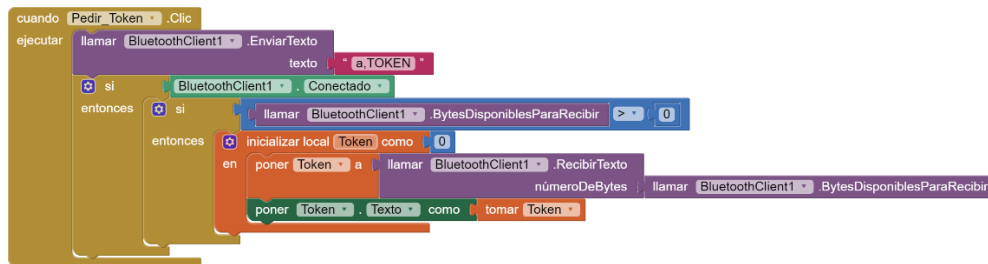 cuando Pedir_Token .Clic
ejecutar llamar BluetoothClient1 .EnviarTexto
texto " a,TOKEN "
si BluetoothClient1 . Conectado
entonces si llamar BluetoothClient1 .BytesDisponiblesParaRecibir > 0
entonces inicializar local Token como 0
en poner Token a llamar BluetoothClient1 .RecibirTexto
númeroDeBytes llamar BluetoothClient1 .BytesDisponiblesParaRecibir
poner Token . Texto como tomar Token